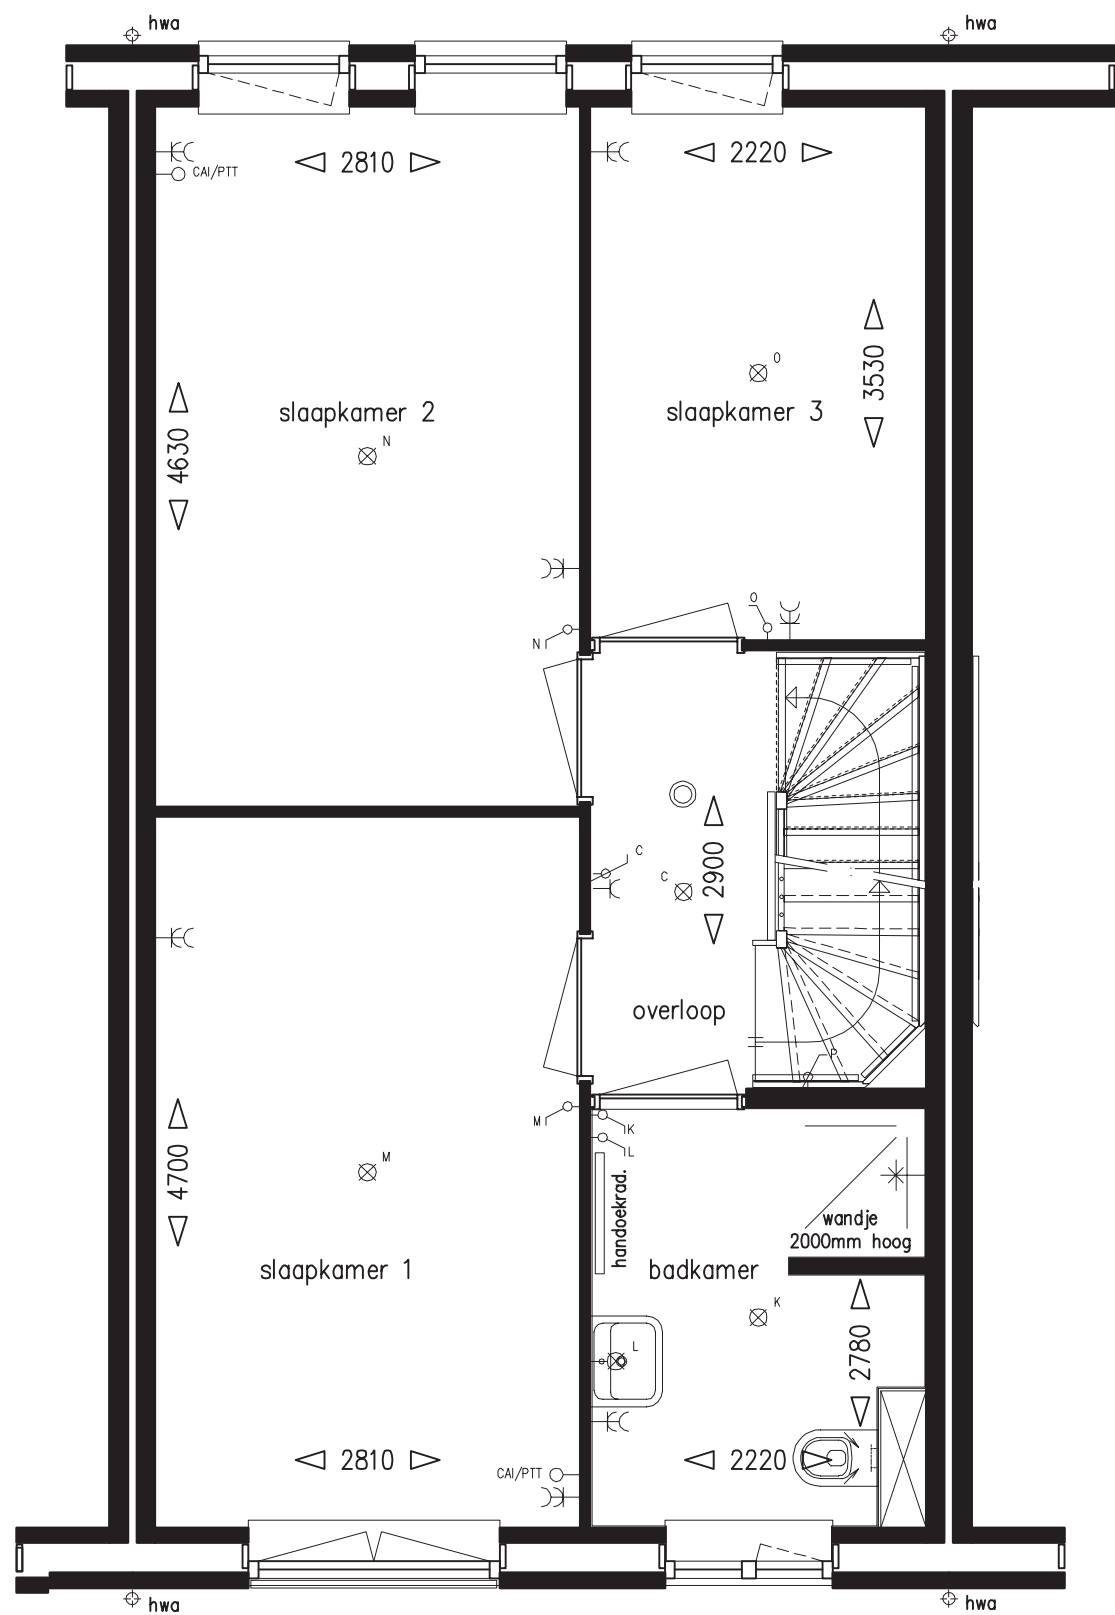 hwa
hwa
CAI/PTT
2810
2220
O
3530
slaapkamer 2
slaapkamer 3
N
4630
O
N
C
C
2900
overloop
P
M
K
L
M
4700
handoekrad.
wandje
2000mm hoog
slaapkamer 1
badkamer
K
L
2780
2810
2220
CAI/PTT
hwa
hwa